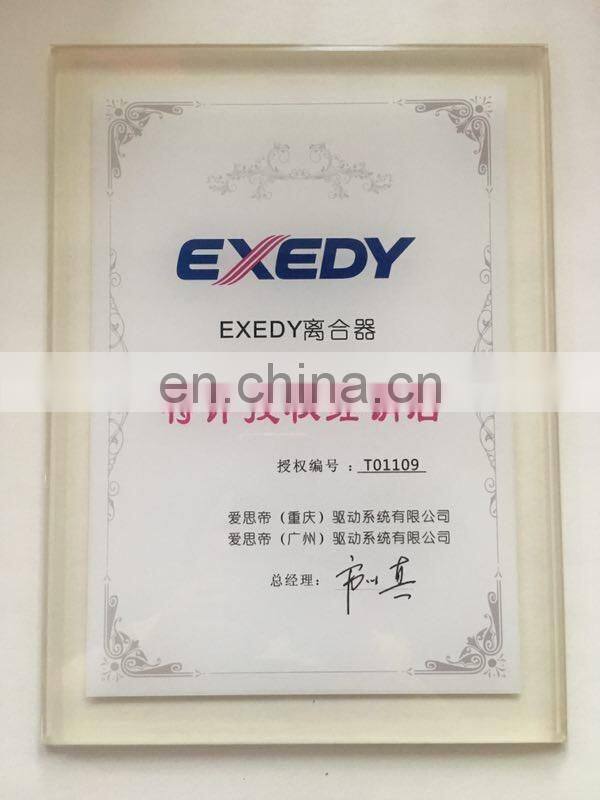 EXEDY
EXEDY离合器
en.china.cn
授权编号：T01109
爱思帝（重庆）驱动系统有限公司
爱思帝（广州）驱动系统有限公司
总经理：